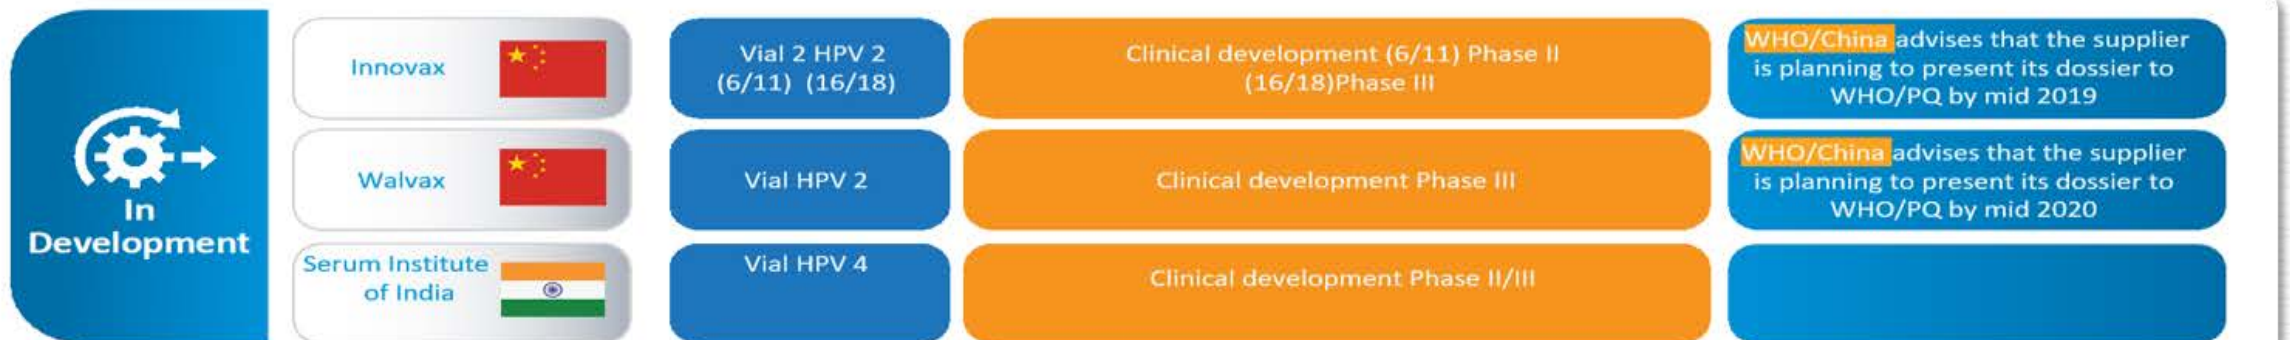 In
Development
Innovax
Vial 2 HPV 2
(6/11) (16/18)
Clinical development (6/11) Phase II
(16/18)Phase III
WHO/China advises that the supplier
is planning to present its dossier to
WHO/PQ by mid 2019
Walvax
Vial HPV 2
Clinical development Phase III
WHO/China advises that the supplier
is planning to present its dossier to
WHO/PQ by mid 2020
Serum Institute
of India
Vial HPV 4
Clinical development Phase II/III